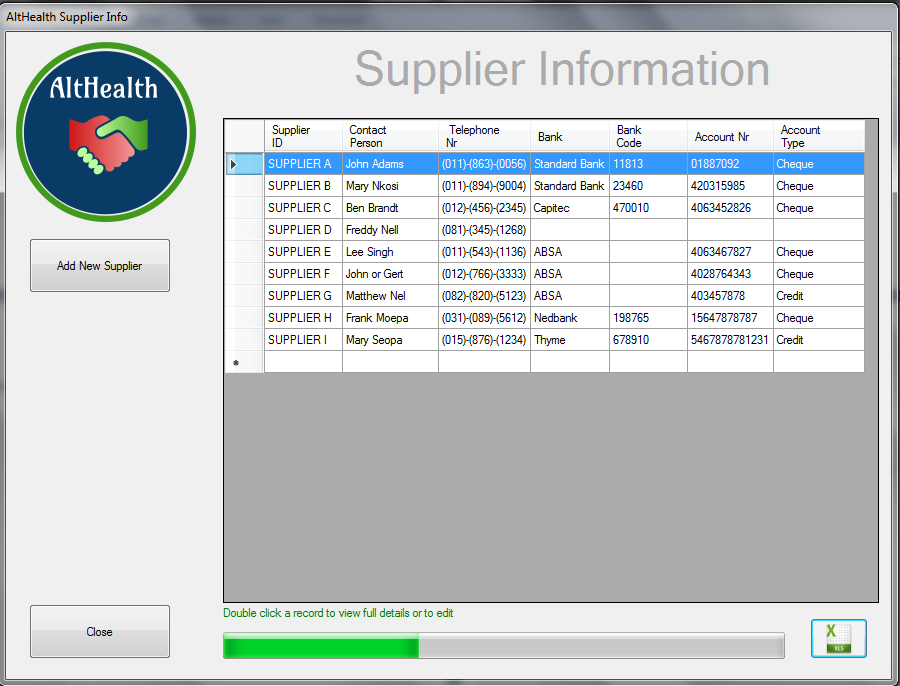 AltHealth Supplier Info
AltHealth
Supplier Information
Supplier ID Contact Person Telephone Nr Bank Bank Code Account Nr Account Type
SUPPLIER A John Adams (011)-(863)-(0056) Standard Bank 11813 01887092 Cheque
SUPPLIER B Mary Nkosi (011)-(894)-(9004) Standard Bank 23460 420315985 Cheque
SUPPLIER C Ben Brandt (012)-(456)-(2345) Capitec 470010 4063452826 Cheque
SUPPLIER D Freddy Nell (081)-(345)-(1268)
SUPPLIER E Lee Singh (011)-(543)-(1136) ABSA 4063467827 Cheque
SUPPLIER F John or Gert (012)-(766)-(3333) ABSA 4028764343 Cheque
SUPPLIER G Matthew Nel (082)-(820)-(5123) ABSA 403457878 Credit
SUPPLIER H Frank Moepa (031)-(089)-(5612) Nedbank 198765 15647878787 Cheque
SUPPLIER I Mary Seopa (015)-(876)-(1234) Thyme 678910 5467878781231 Credit
Add New Supplier
Double click a record to view full details or to edit
Close
X
XLS